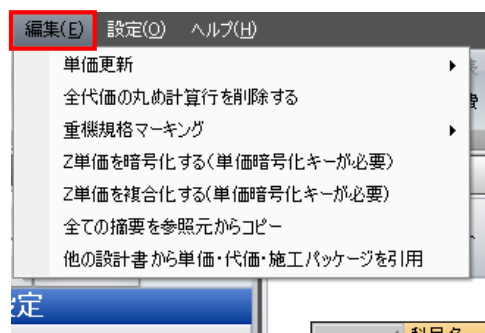 編集(E) 設定(O) ヘルプ(H)
単価更新
全代価の丸め計算行を削除する
重機規格マーキング
Z単価を暗号化する(単価暗号化キーが必要)
Z単価を複合化する(単価暗号化キーが必要)
全ての摘要を参照元からコピー
他の設計書から単価・代価・施工パッケージを引用
定
科目名